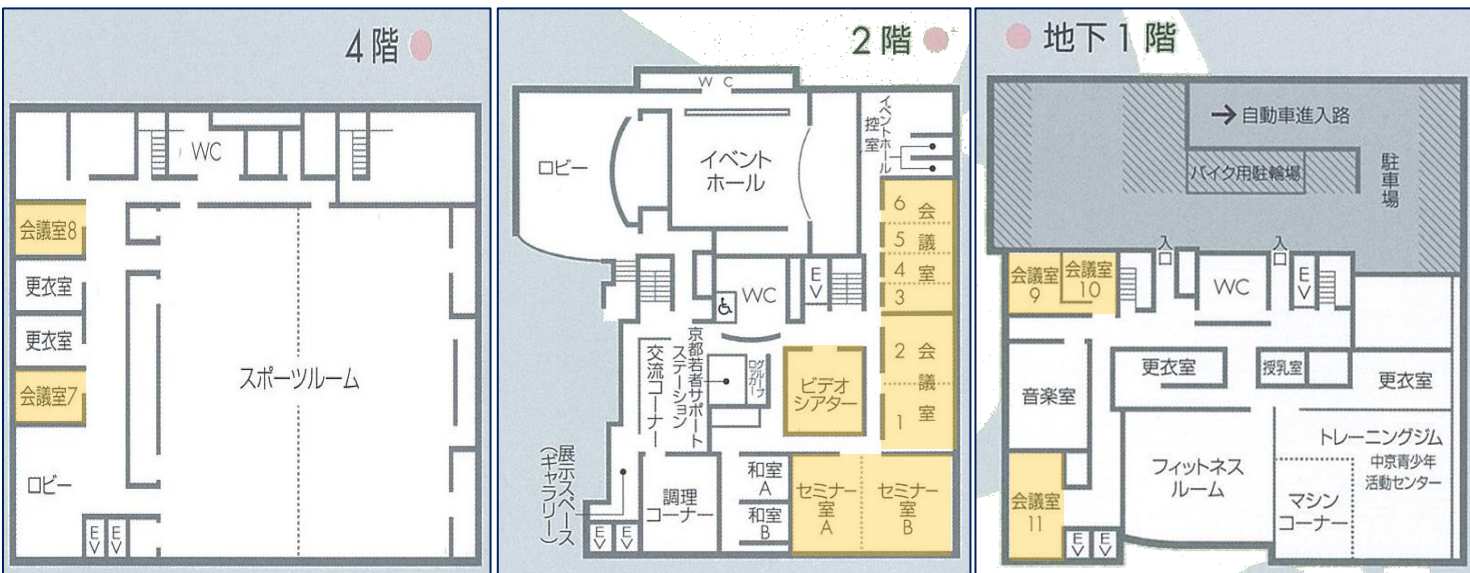 4階
WC
会議室8
更衣室
更衣室
会議室7
スポーツルーム
ロビー
EV
EV
2階
WC
ロビー
イベント
ホール
イベントホール
控室
6
5
4
3
会議室
EV
WC
2
1
会議室
京都若者サポート
ステーション
交流コーナー
グループ
ロッカー
ビデオ
シアター
展示スペース
(ギャラリー)
調理
コーナー
和室
A
和室
B
セミナー
室
A
セミナー
室
B
EV
EV
地下1階
→自動車進入路
バイク用駐輪場
駐車場
入口
入口
会議室
9
会議室
10
WC
EV
更衣室
授乳室
更衣室
音楽室
トレーニングジム
中京青少年
活動センター
フィットネス
ルーム
マシン
コーナー
会議室
11
EV
EV